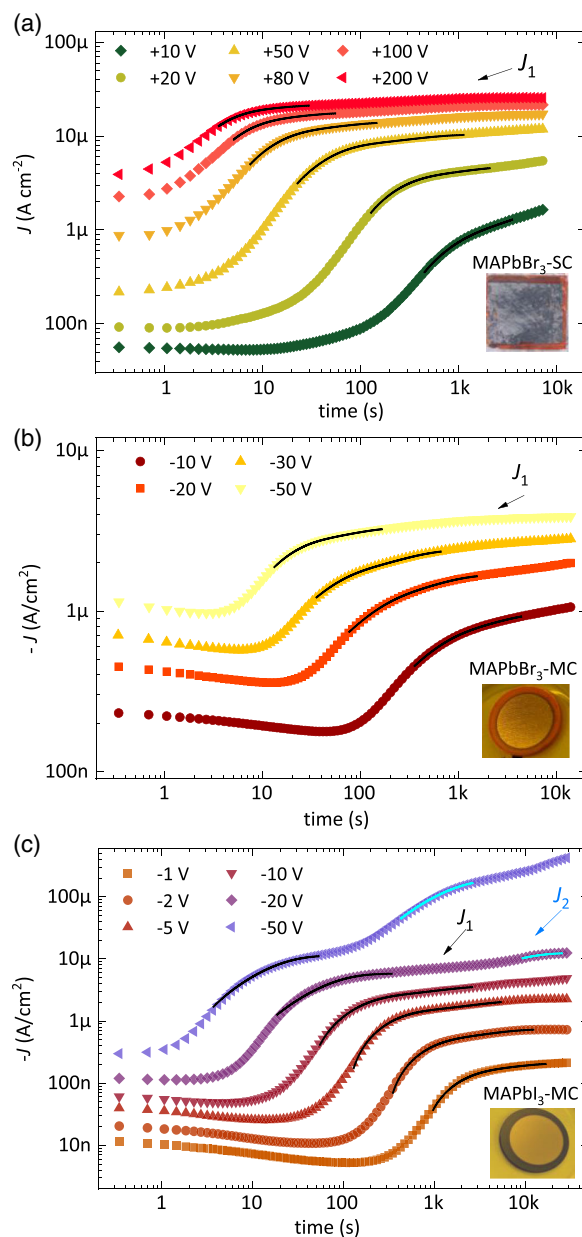 (a)
100µ
10µ
1µ
100n
J (A cm⁻²)
+10 V +50 V +100 V
+20 V +80 V +200 V
J₁
MAPbBr₃-SC
1 10 100 1k 10k
time (s)
(b)
10µ
1µ
100n
- J (A/cm²)
-10 V -30 V
-20 V -50 V
J₁
MAPbBr₃-MC
1 10 100 1k 10k
time (s)
(c)
100µ
10µ
1µ
100n
10n
-J (A/cm²)
-1 V -10 V
-2 V -20 V
-5 V -50 V
J₁
J₂
MAPbI₃-MC
1 10 100 1k 10k
time (s)